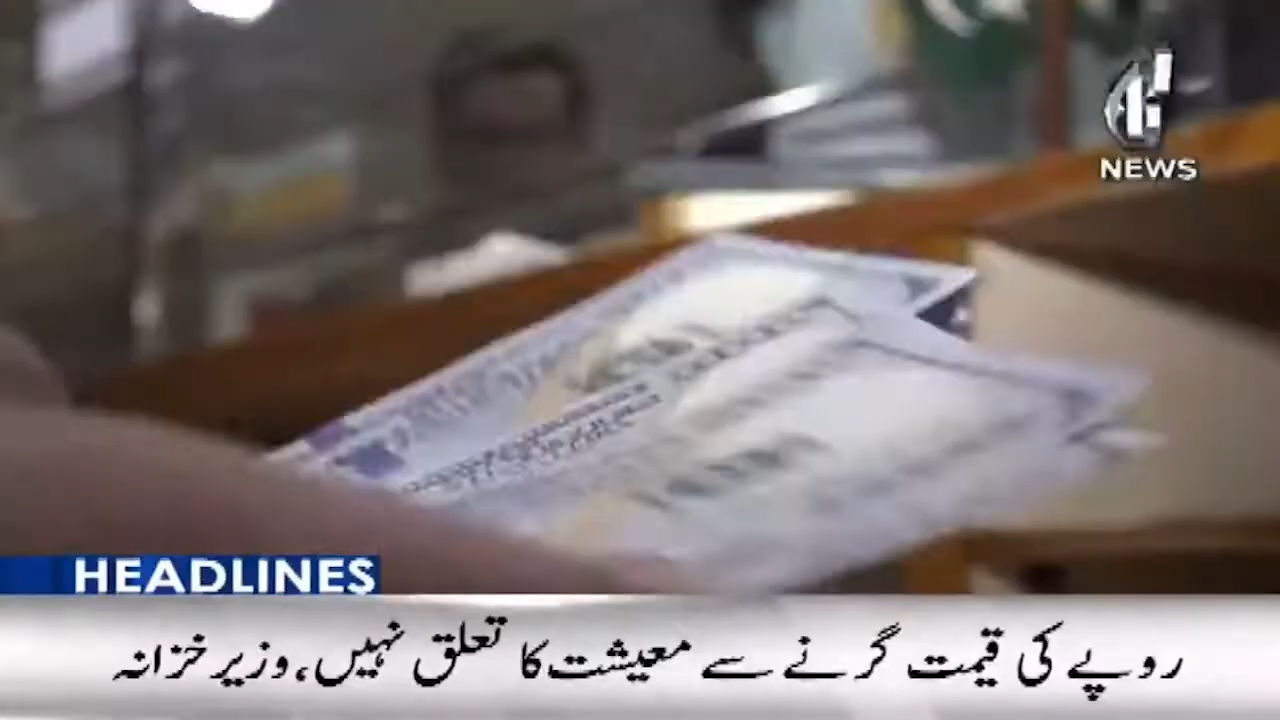 NEWS
HEADLINES
روپے کی قیمت گرنے سے معیشت کا تعلق نہیں، وزیر خزانہ